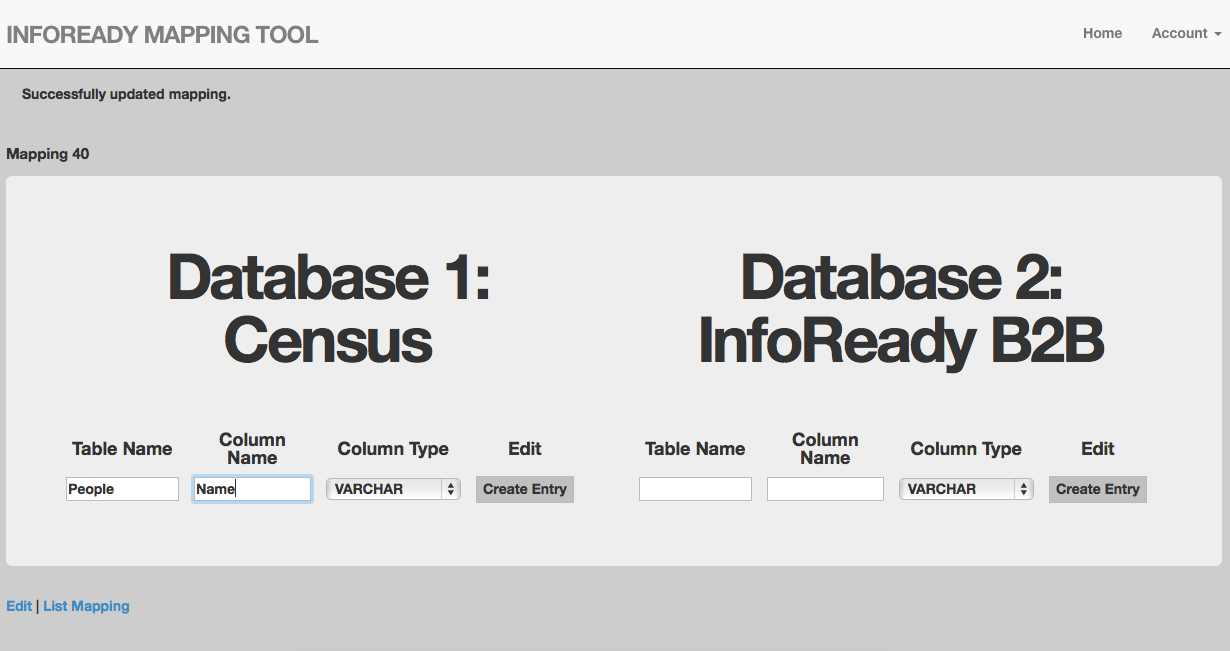 INFOREADY MAPPING TOOL
Home
Account
Successfully updated mapping.
Mapping 40
Database 1:
Census
Table Name
Column
Name
Column Type
Edit
People
Name
VARCHAR
Create Entry
Database 2:
InfoReady B2B
Table Name
Column
Name
Column Type
Edit
VARCHAR
Create Entry
Edit | List Mapping